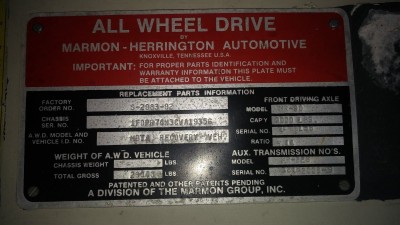 ALL WHEEL DRIVE
BY
MARMON - HERRINGTON AUTOMOTIVE
KNOXVILLE, TENNESSEE U.S.A.
IMPORTANT: FOR PROPER PARTS IDENTIFICATION AND
WARRANTY INFORMATION THIS PLATE MUST
BE ATTACHED TO THE VEHICLE.
REPLACEMENT PARTS INFORMATION
FACTORY ORDER NO.
FRONT DRIVING AXLE
MODEL
CHASSIS SER. NO.
CAP'Y
SERIAL NO.
A.W.D. MODEL AND VEHICLE I.D. NO. RECOVERY VEH.
RATIO
WEIGHT OF A.W.D. VEHICLE
AUX. TRANSMISSION NO'S.
CHASSIS WEIGHT LBS
MODEL
TOTAL GROSS LBS
SERIAL NO.
PATENTED AND OTHER PATENTS PENDING
A DIVISION OF THE MARMON GROUP, INC.